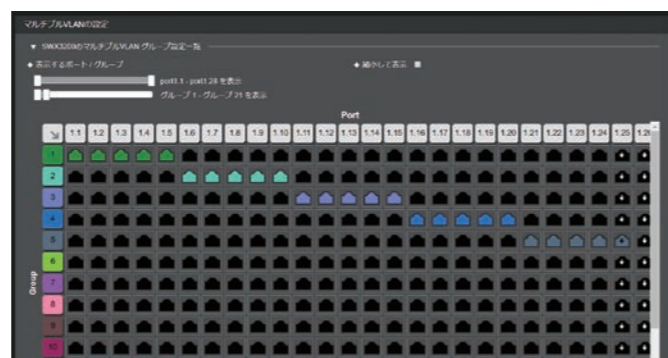 マルチプルVLANの設定
▼ SWX3200のマルチプルVLAN グループ設定一覧
◆ 表示するポート / グループ
◆ 縮小して表示
port1.1 - port1.28 を表示
グループ 1 - グループ 21 を表示
Port
1.1 1.2 1.3 1.4 1.5 1.6 1.7 1.8 1.9 1.10 1.11 1.12 1.13 1.14 1.15 1.16 1.17 1.18 1.19 1.20 1.21 1.22 1.23 1.24 1.25
Group
1
2
3
4
5
6
7
8
9
10